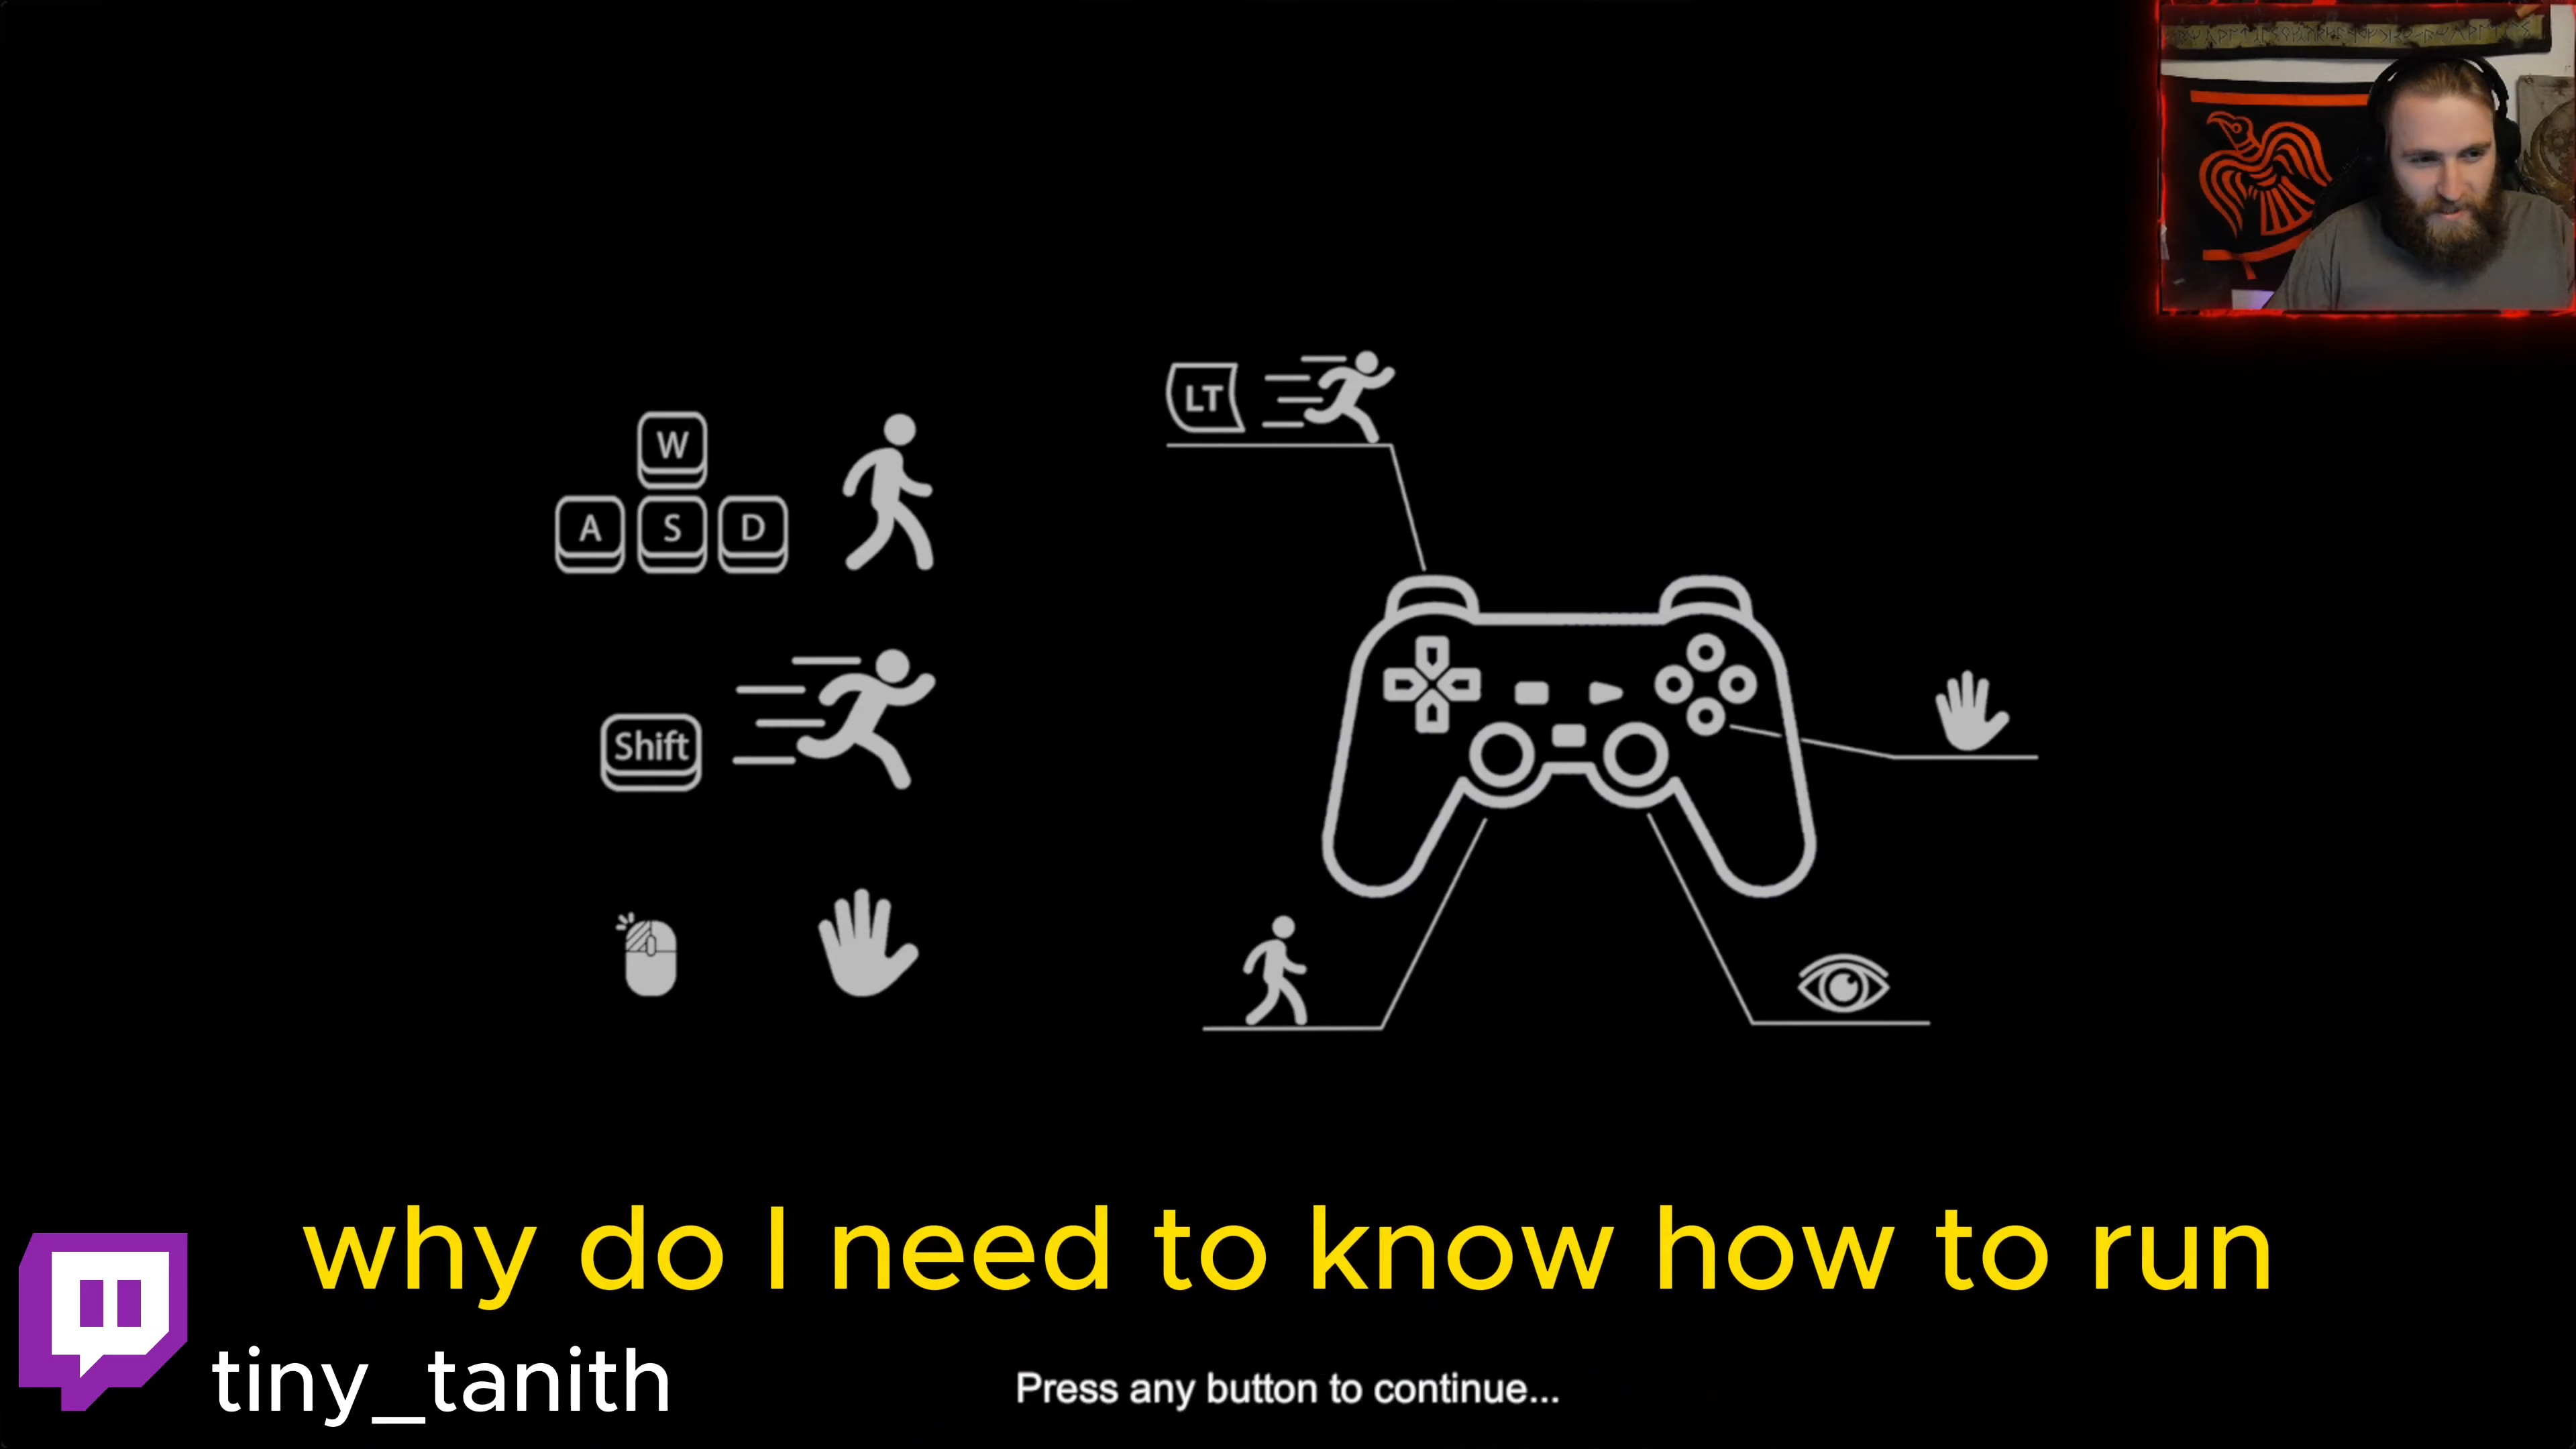 LT
W
A S D
Shift
why do I need to know how to run
tiny_tanith
Press any button to continue...